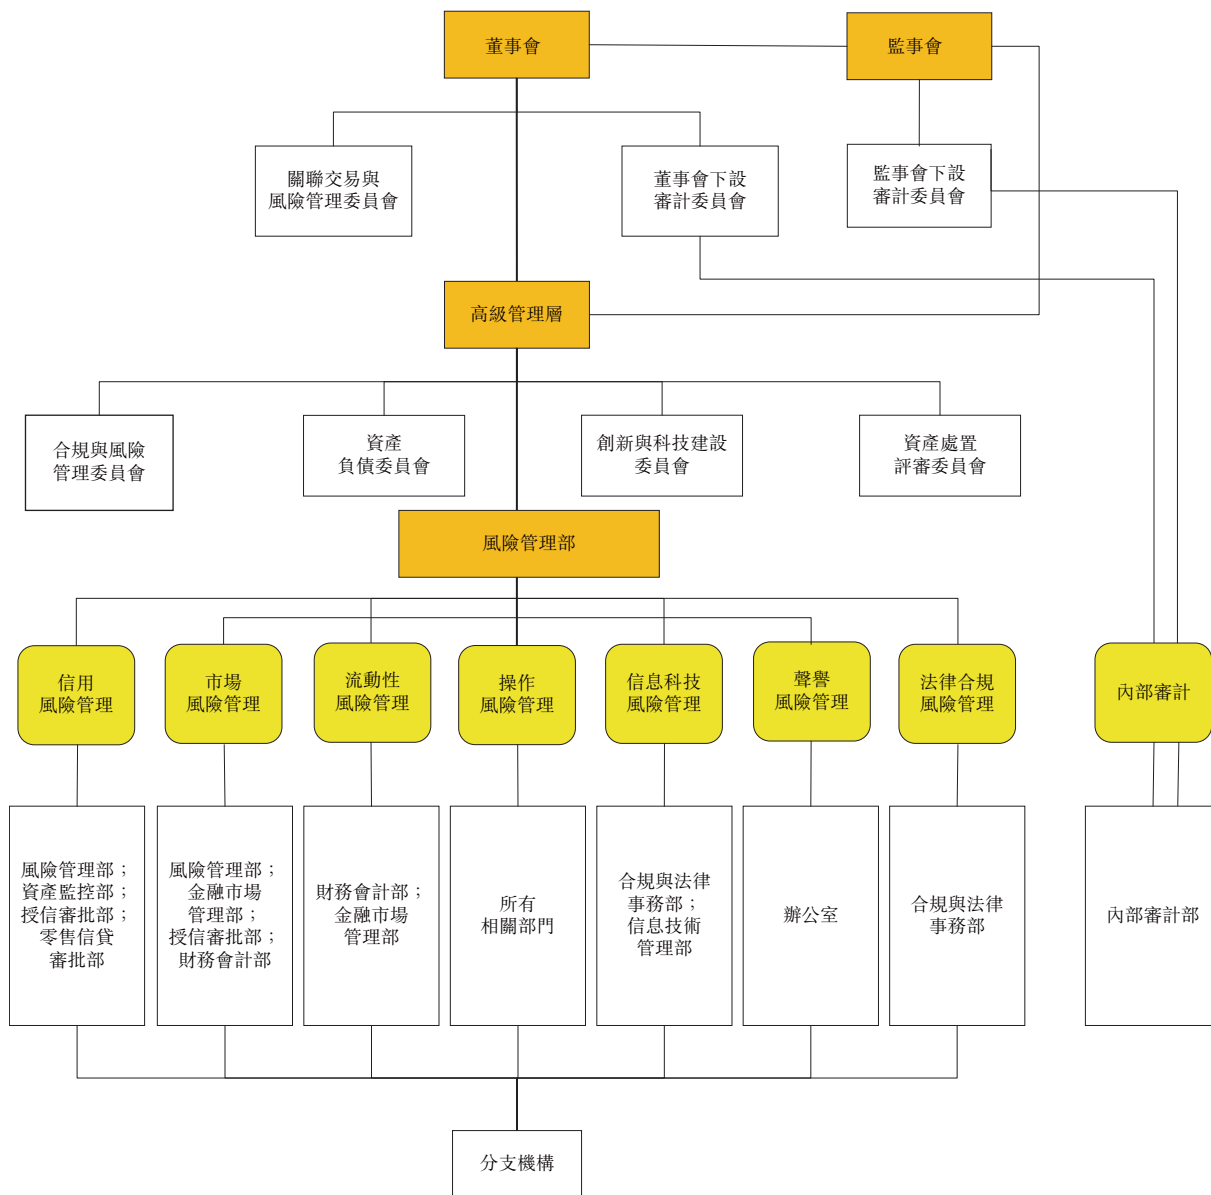 董事會
監事會
關聯交易與
風險管理委員會
董事會下設
審計委員會
監事會下設
審計委員會
高級管理層
合規與風險
管理委員會
資產
負債委員會
創新與科技建設
委員會
資產處置
評審委員會
風險管理部
信用
風險管理
市場
風險管理
流動性
風險管理
操作
風險管理
信息科技
風險管理
聲譽
風險管理
法律合規
風險管理
內部審計
風險管理部；
資產監控部；
授信審批部；
零售信貸
審批部
風險管理部；
金融市場
管理部；
授信審批部；
財務會計部
財務會計部；
金融市場
管理部
所有
相關部門
合規與法律
事務部；
信息技術
管理部
辦公室
合規與法律
事務部
內部審計部
分支機構